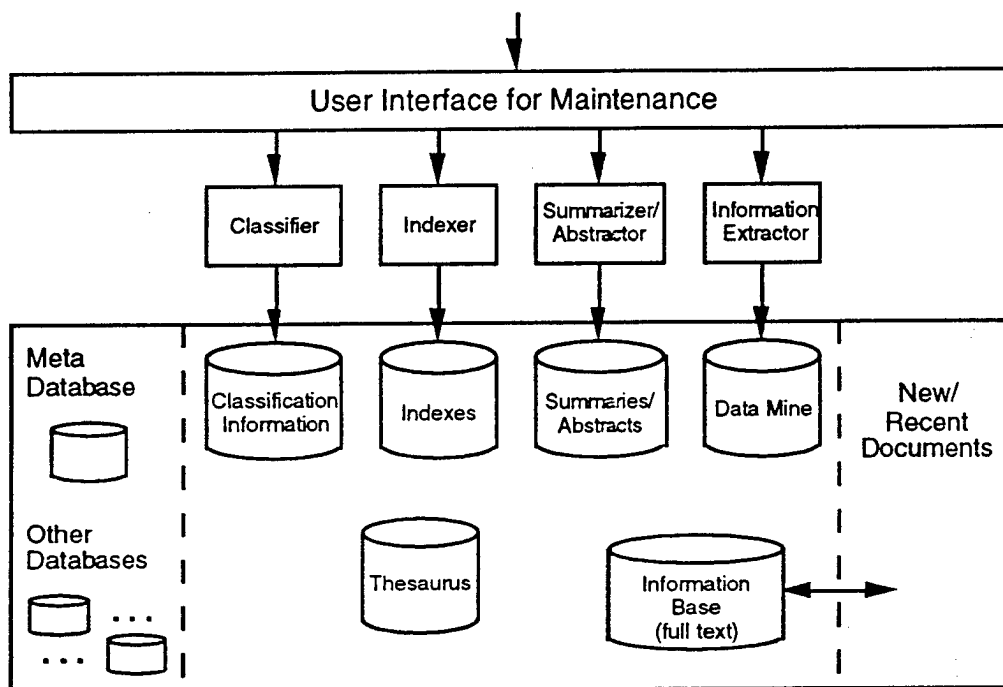 User Interface for Maintenance
Classifier
Indexer
Summarizer/
Abstractor
Information
Extractor
Meta
Database
Classification
Information
Indexes
Summaries/
Abstracts
Data Mine
New/
Recent
Documents
Other
Databases
. . .
. . .
Thesaurus
Information
Base
(full text)